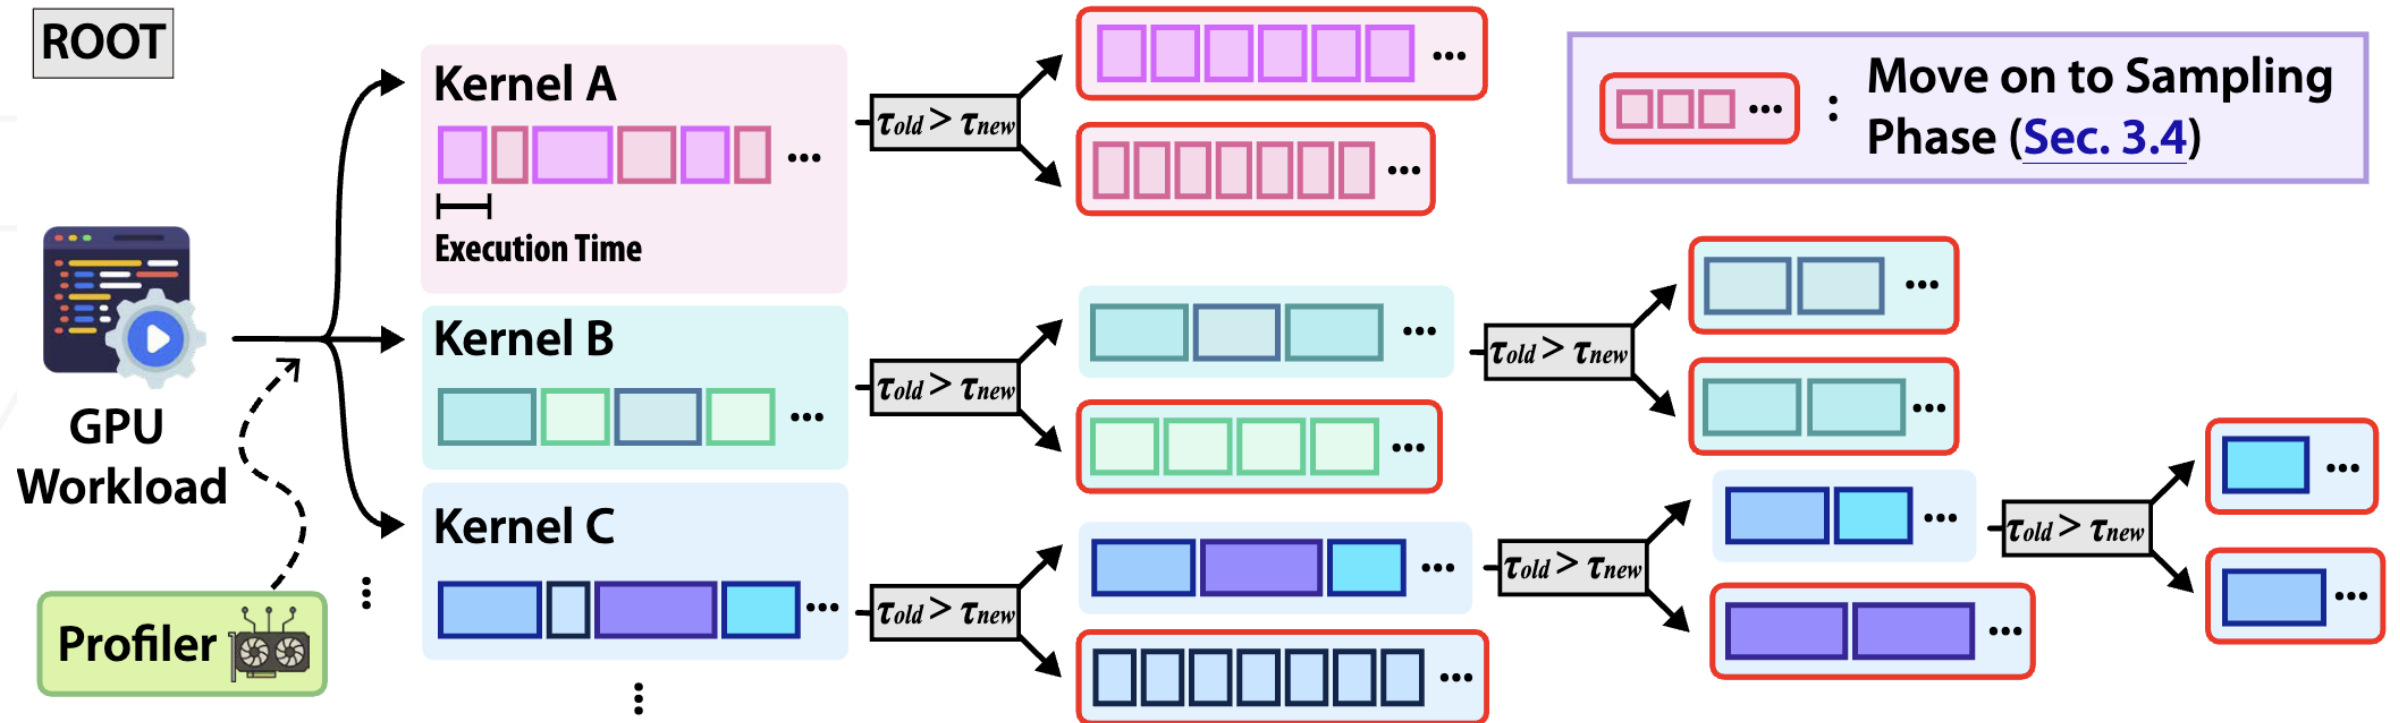 ROOT
Kernel A
Execution Time
Kernel B
Kernel C
GPU
Workload
Profiler
τold > τnew
τold > τnew
τold > τnew
τold > τnew
τold > τnew
τold > τnew
Move on to Sampling
Phase (Sec. 3.4)